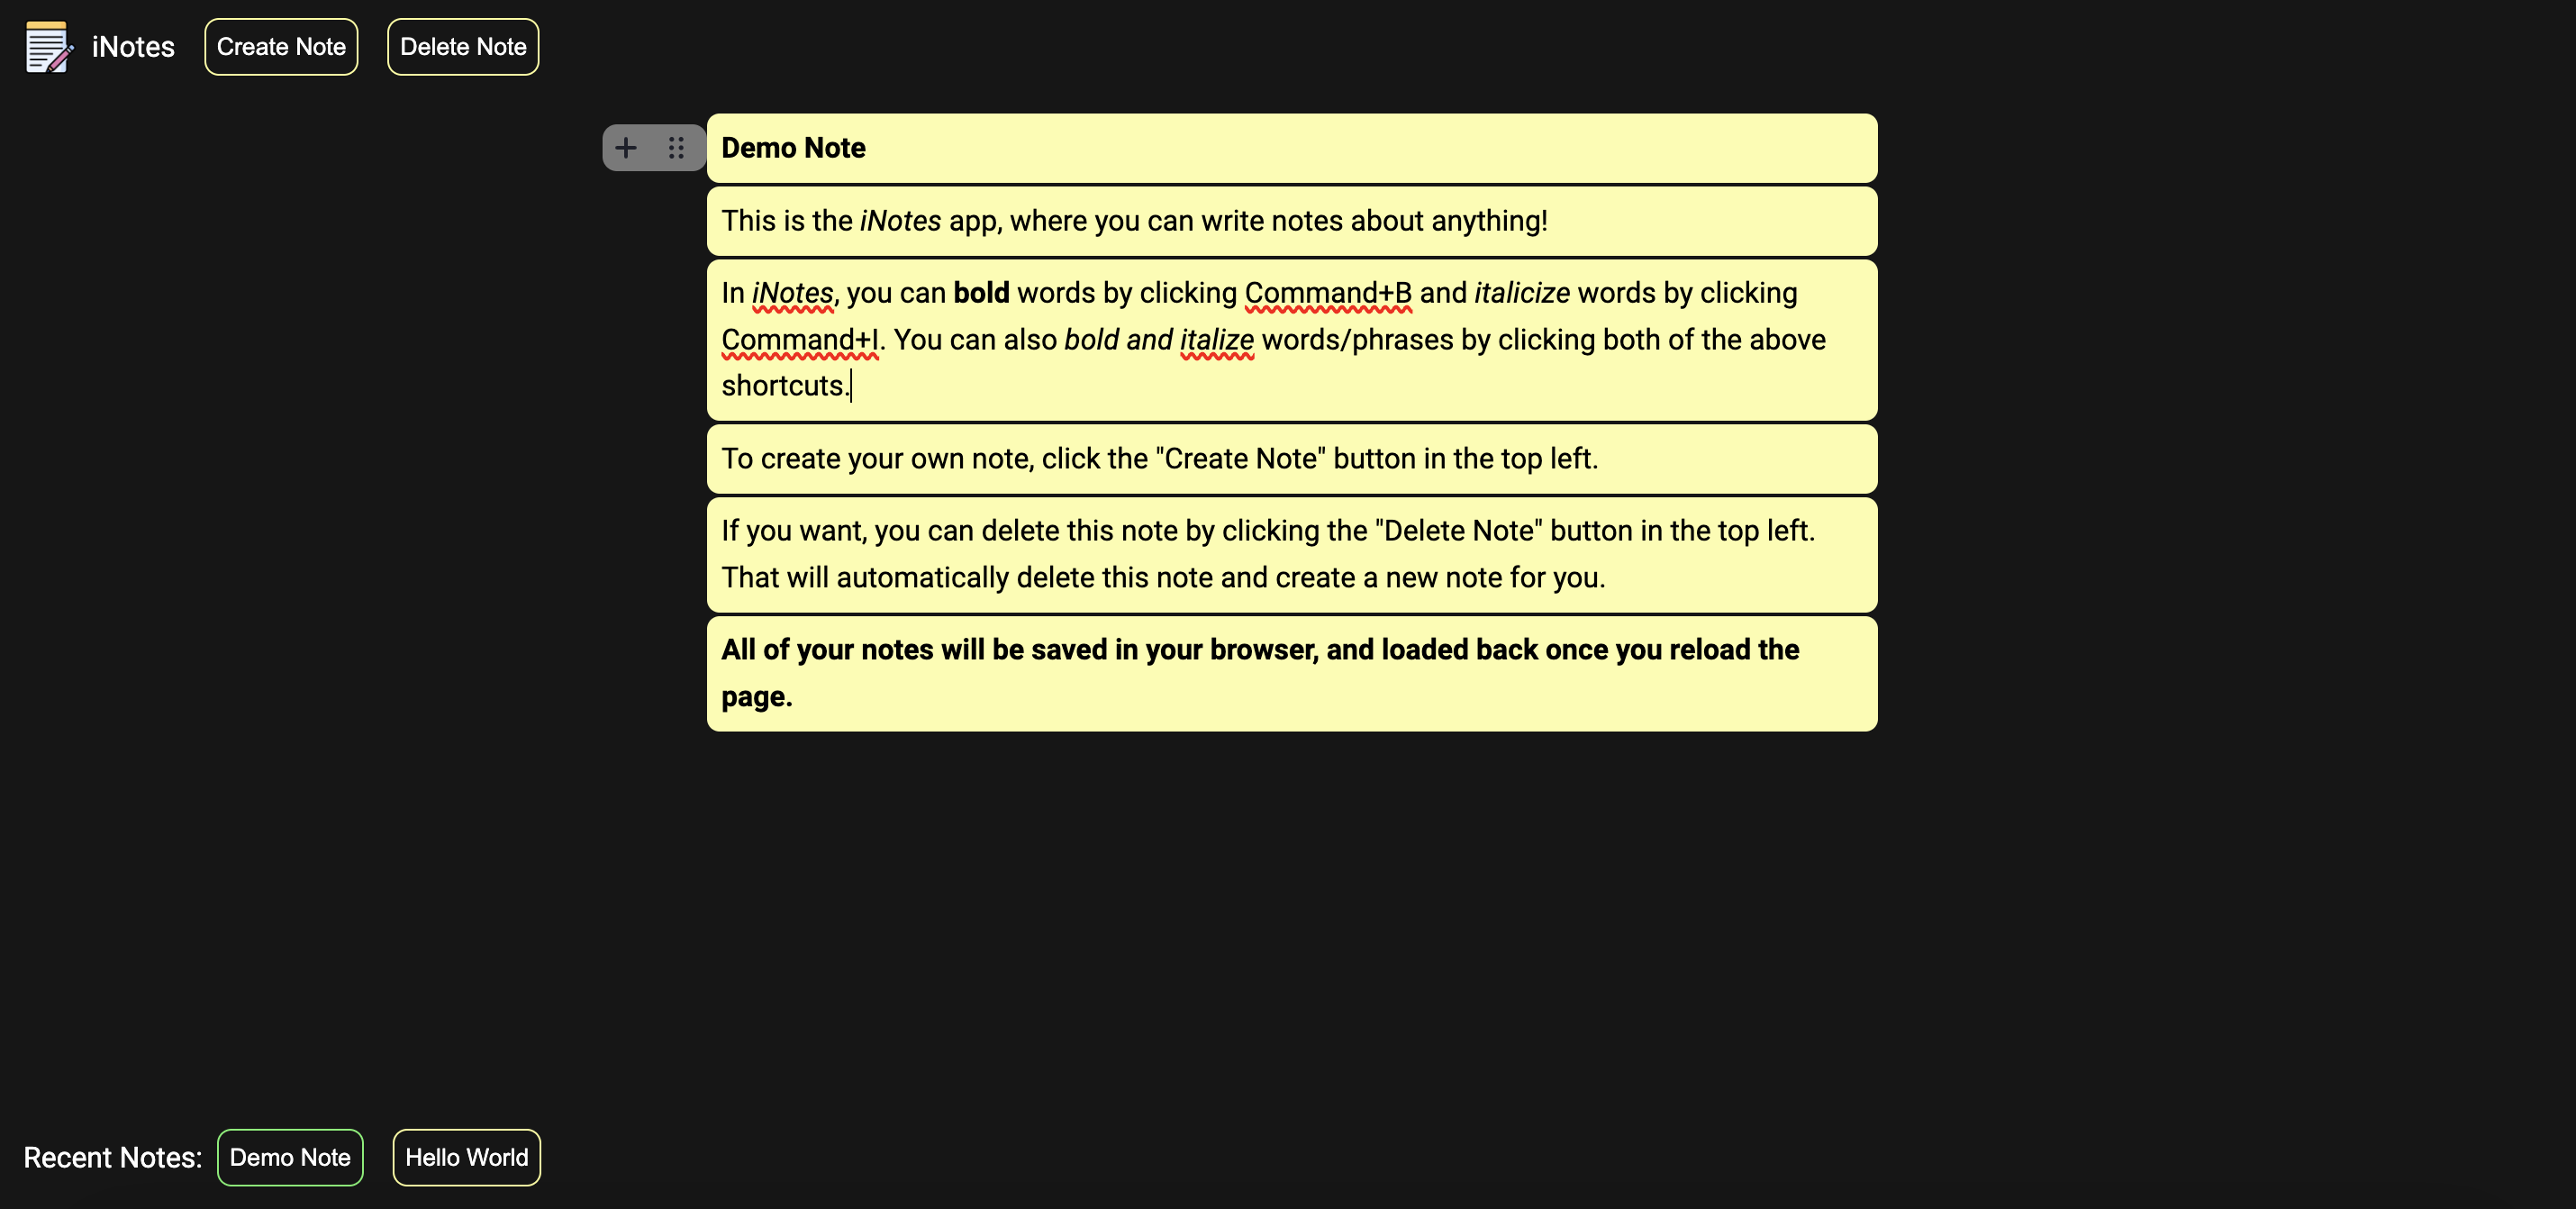 iNotes
Create Note
Delete Note
Demo Note
This is the iNotes app, where you can write notes about anything!
In iNotes, you can bold words by clicking Command+B and italicize words by clicking
Command+I. You can also bold and italize words/phrases by clicking both of the above
shortcuts.
To create your own note, click the "Create Note" button in the top left.
If you want, you can delete this note by clicking the "Delete Note" button in the top left.
That will automatically delete this note and create a new note for you.
All of your notes will be saved in your browser, and loaded back once you reload the
page.
Recent Notes:
Demo Note
Hello World